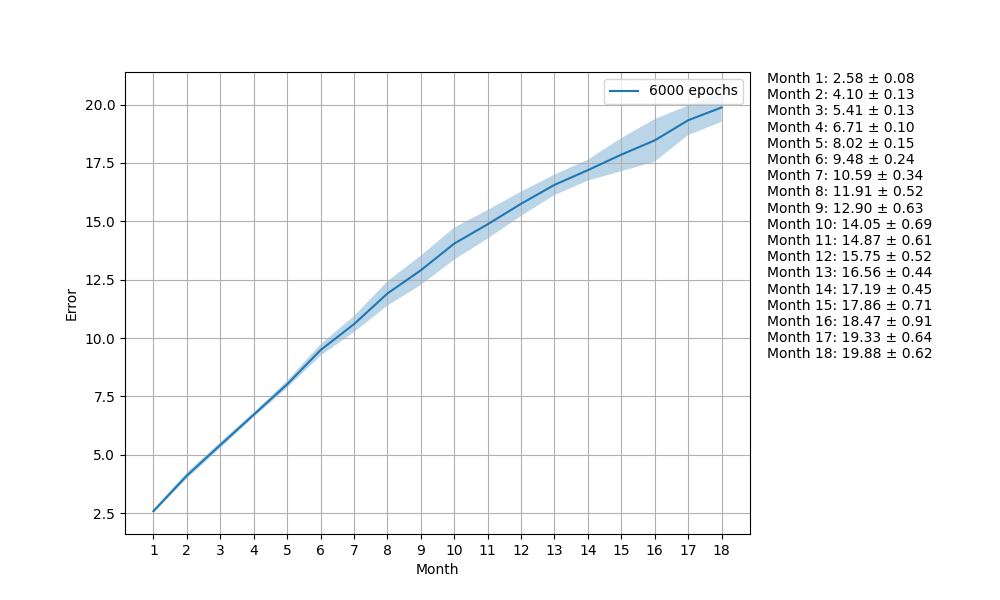 6000 epochs
20.0
17.5
15.0
12.5
10.0
7.5
5.0
2.5
Error
1 2 3 4 5 6 7 8 9 10 11 12 13 14 15 16 17 18
Month
Month 1: 2.58 ± 0.08
Month 2: 4.10 ± 0.13
Month 3: 5.41 ± 0.13
Month 4: 6.71 ± 0.10
Month 5: 8.02 ± 0.15
Month 6: 9.48 ± 0.24
Month 7: 10.59 ± 0.34
Month 8: 11.91 ± 0.52
Month 9: 12.90 ± 0.63
Month 10: 14.05 ± 0.69
Month 11: 14.87 ± 0.61
Month 12: 15.75 ± 0.52
Month 13: 16.56 ± 0.44
Month 14: 17.19 ± 0.45
Month 15: 17.86 ± 0.71
Month 16: 18.47 ± 0.91
Month 17: 19.33 ± 0.64
Month 18: 19.88 ± 0.62